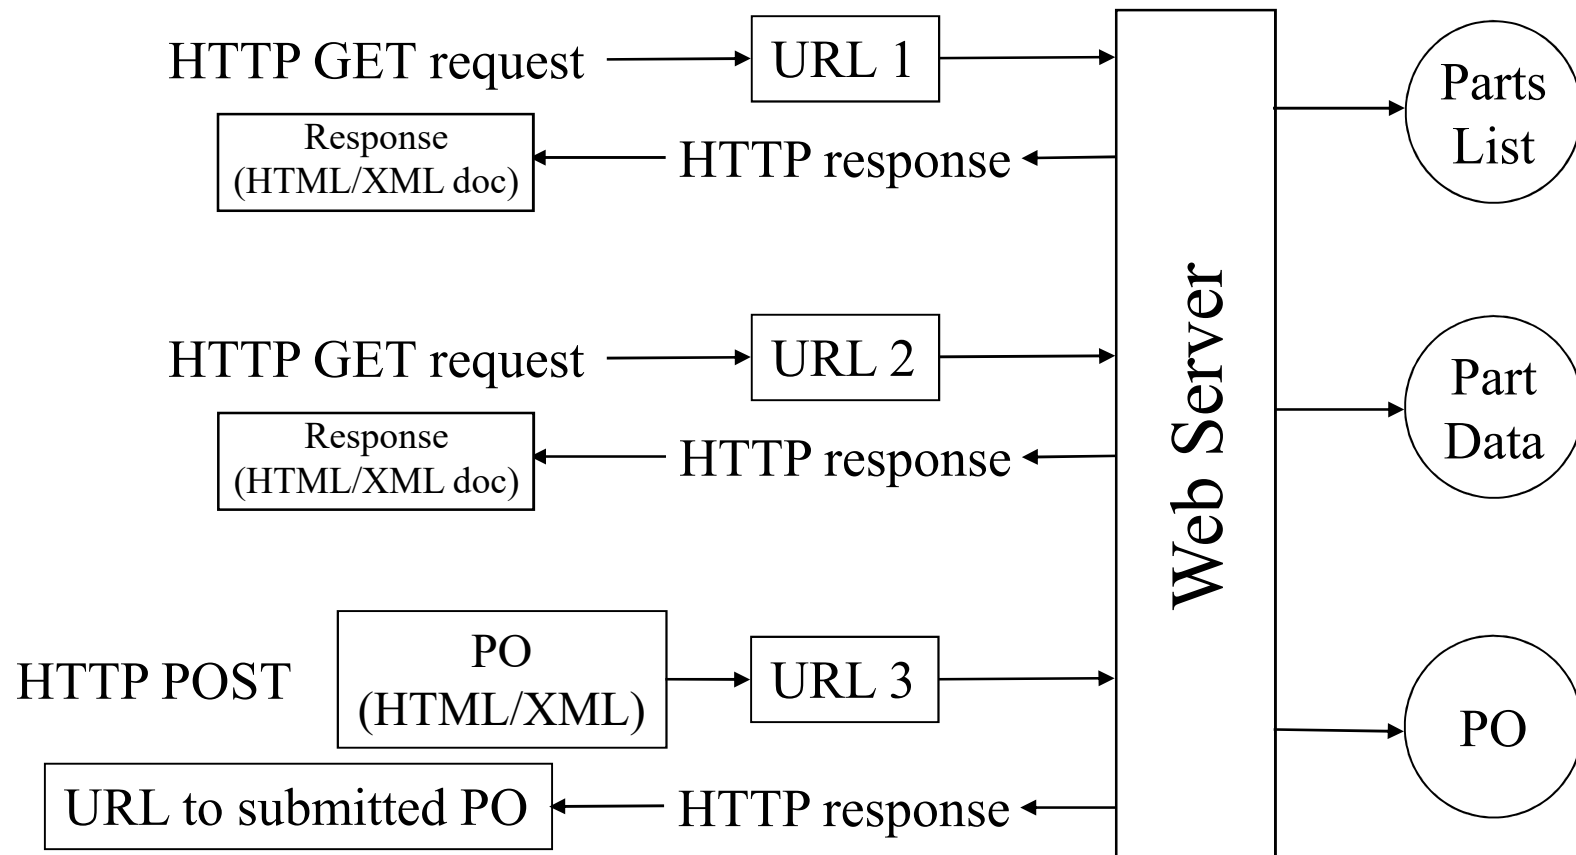 HTTP GET request
URL 1
Parts
List
Response
(HTML/XML doc)
HTTP response
Web Server
HTTP GET request
URL 2
Part
Data
Response
(HTML/XML doc)
HTTP response
HTTP POST
PO
(HTML/XML)
URL 3
PO
URL to submitted PO
HTTP response